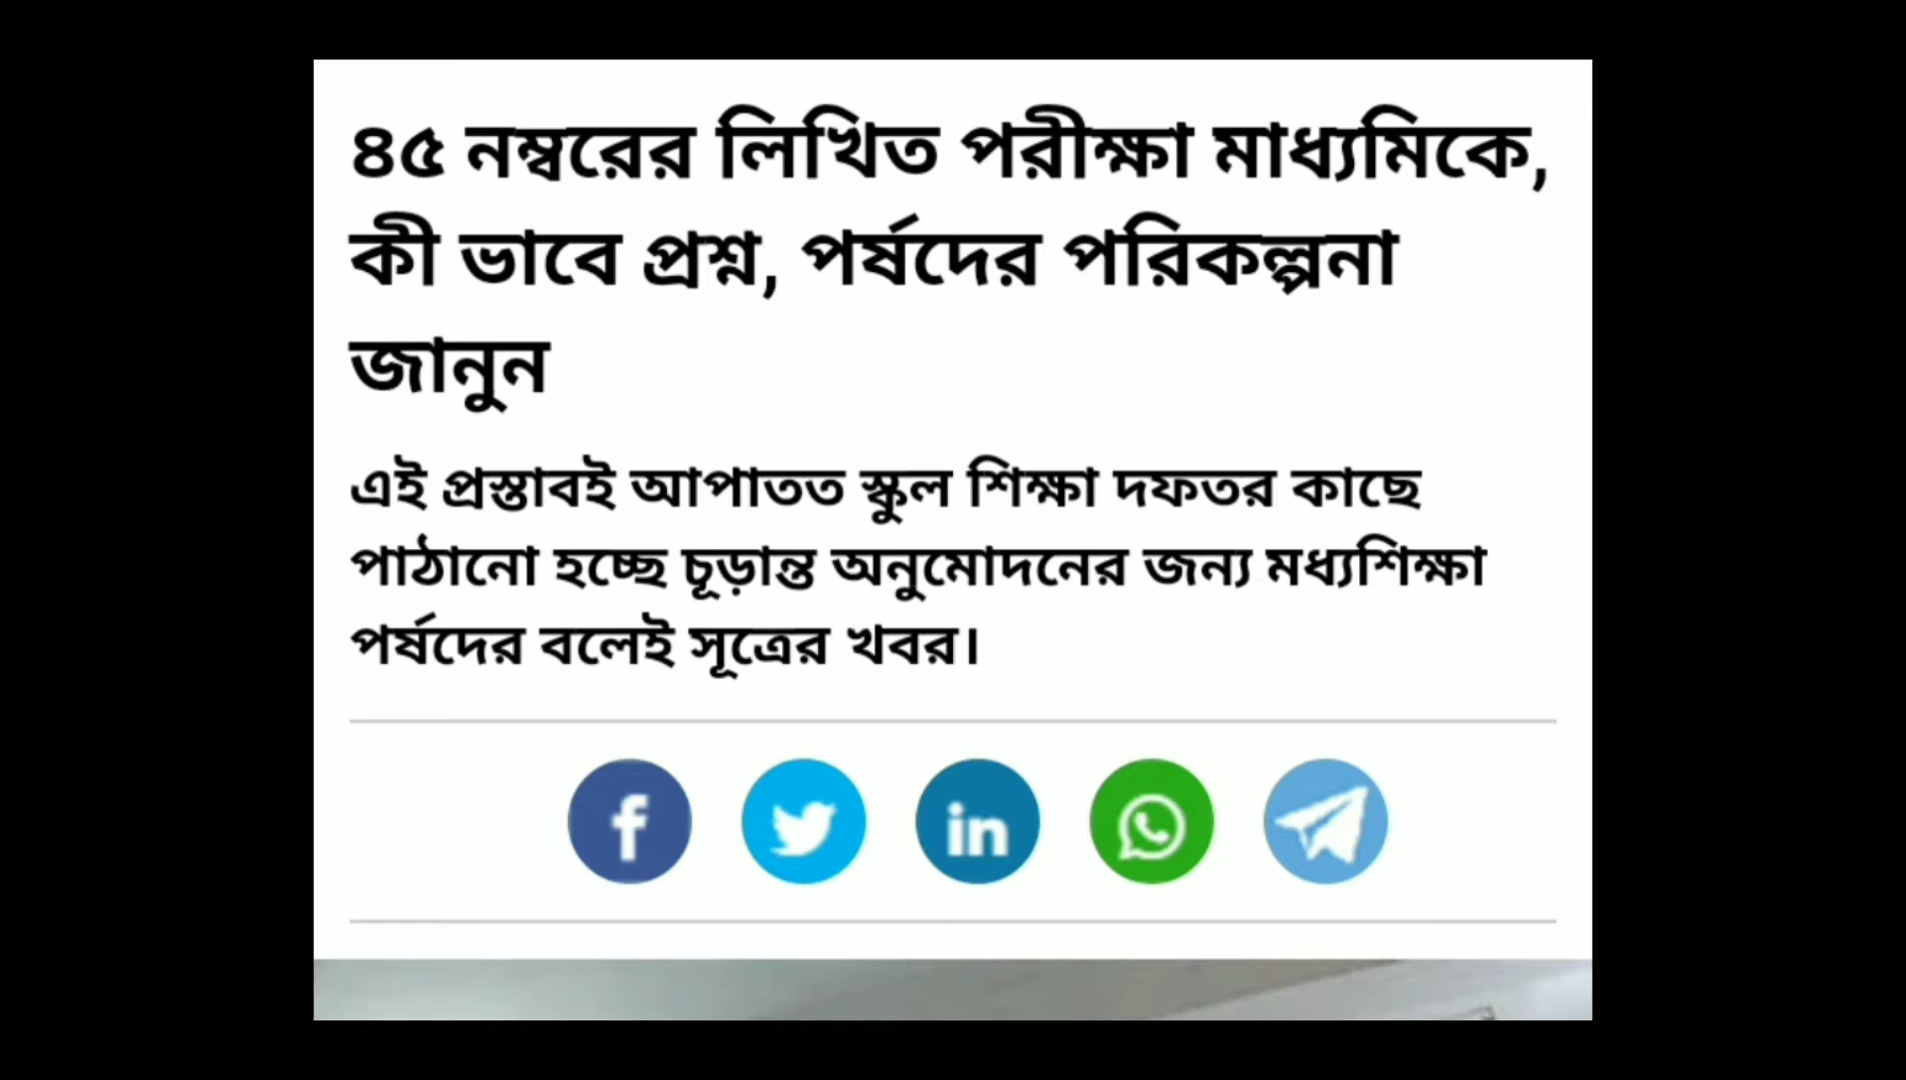 ৪৫ নম্বরের লিখিত পরীক্ষা মাধ্যমিকে,
কী ভাবে প্রশ্ন, পর্ষদের পরিকল্পনা
জানুন
এই প্রস্তাবই আপাতত স্কুল শিক্ষা দফতর কাছে
পাঠানো হচ্ছে চূড়ান্ত অনুমোদনের জন্য মধ্যশিক্ষা
পর্ষদের বলেই সূত্রের খবর।